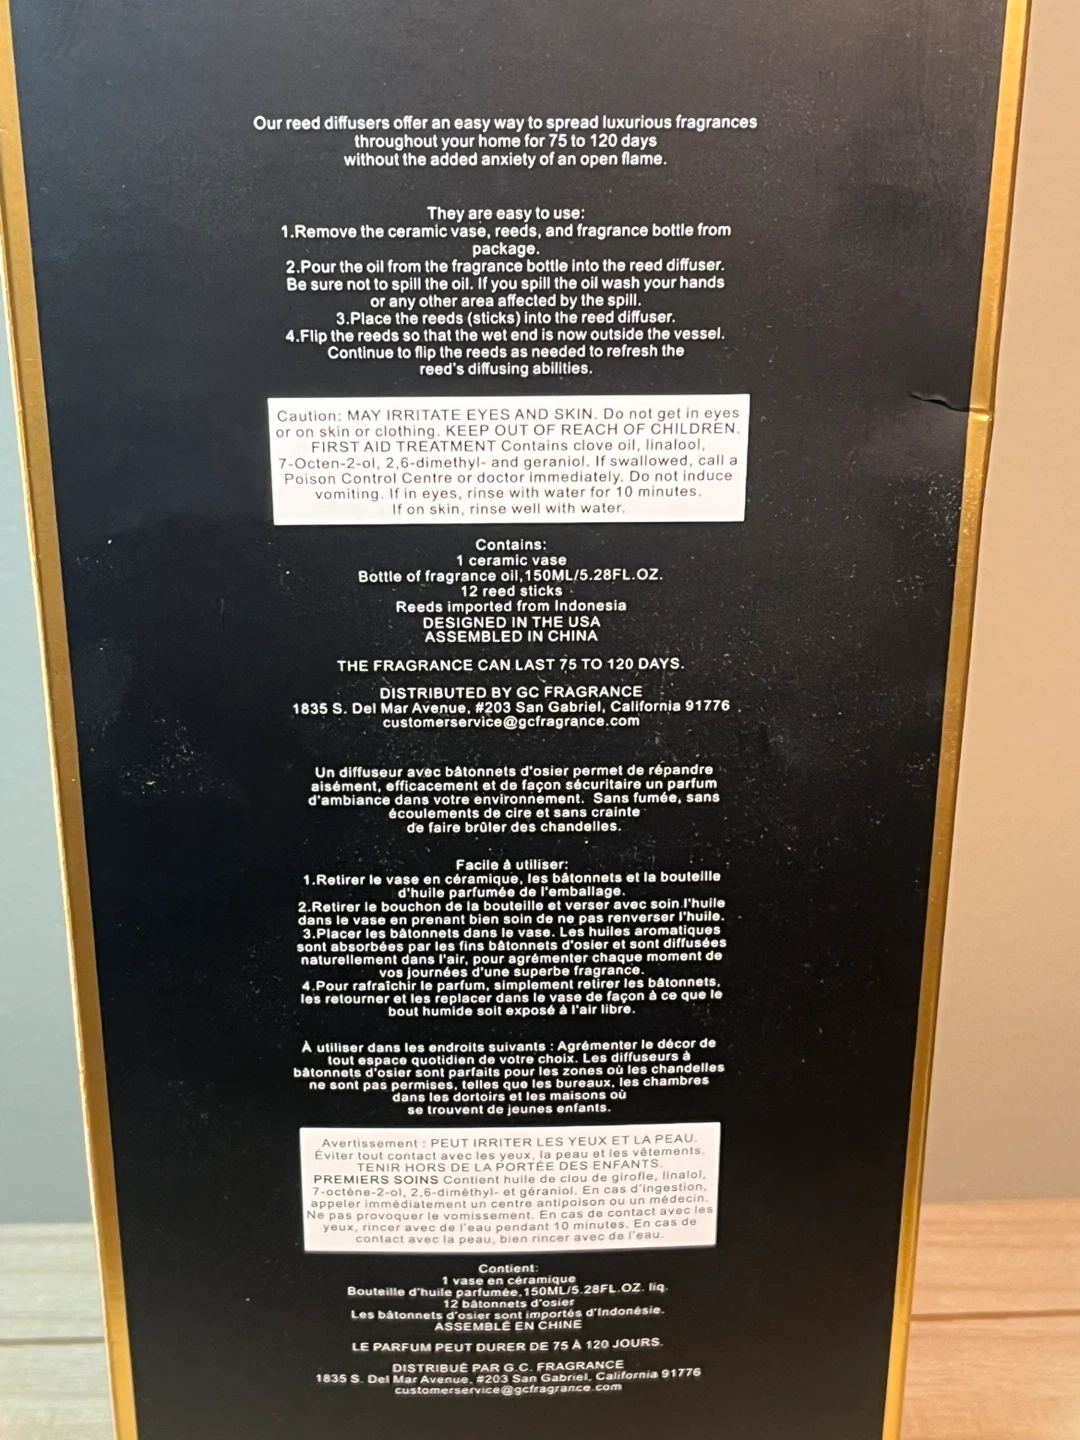 Our reed diffusers offer an easy way to spread luxurious fragrances
throughout your home for 75 to 120 days
without the added anxiety of an open flame.
They are easy to use:
1.Remove the ceramic vase, reeds, and fragrance bottle from
package.
2.Pour the oil from the fragrance bottle into the reed diffuser.
Be sure not to spill the oil. If you spill the oil wash your hands
or any other area affected by the spill.
3.Place the reeds (sticks) into the reed diffuser.
4.Flip the reeds so that the wet end is now outside the vessel.
Continue to flip the reeds as needed to refresh the
reed's diffusing abilities.
Caution: MAY IRRITATE EYES AND SKIN. Do not get in eyes
or on skin or clothing. KEEP OUT OF REACH OF CHILDREN.
FIRST AID TREATMENT Contains clove oil, linalool,
7-Octen-2-ol, 2,6-dimethyl- and geraniol. If swallowed, call a
Poison Control Centre or doctor immediately. Do not induce
vomiting. If in eyes, rinse with water for 10 minutes.
If on skin, rinse well with water.
Contains:
1 ceramic vase
Bottle of fragrance oil,150ML/5.28FL.OZ.
12 reed sticks
Reeds imported from Indonesia
DESIGNED IN THE USA
ASSEMBLED IN CHINA
THE FRAGRANCE CAN LAST 75 TO 120 DAYS.
DISTRIBUTED BY GC FRAGRANCE
1835 S. Del Mar Avenue, #203 San Gabriel, California 91776
customerservice@gcfragrance.com
Un diffuseur avec bâtonnets d'osier permet de répandre
aisément, efficacement et de façon sécuritaire un parfum
d'ambiance dans votre environnement. Sans fumée, sans
écoulements de cire et sans crainte
de faire brûler des chandelles.
Facile à utiliser:
1.Retirer le vase en céramique, les bâtonnets et la bouteille
d'huile parfumée de l'emballage.
2.Retirer le bouchon de la bouteille et verser avec soin l'huile
dans le vase en prenant bien soin de ne pas renverser l'huile.
3.Placer les bâtonnets dans le vase. Les huiles aromatiques
sont absorbées par les fins bâtonnets d'osier et sont diffusées
naturellement dans l'air, pour agrémenter chaque moment de
vos journées d'une superbe fragrance.
4.Pour rafraîchir le parfum, simplement retirer les bâtonnets,
les retourner et les replacer dans le vase de façon à ce que le
bout humide soit exposé à l'air libre.
À utiliser dans les endroits suivants : Agrémenter le décor de
tout espace quotidien de votre choix. Les diffuseurs à
bâtonnets d'osier sont parfaits pour les zones où les chandelles
ne sont pas permises, telles que les bureaux, les chambres
dans les dortoirs et les maisons où
se trouvent de jeunes enfants.
Avertissement : PEUT IRRITER LES YEUX ET LA PEAU.
Éviter tout contact avec les yeux, la peau et les vêtements.
TENIR HORS DE LA PORTÉE DES ENFANTS.
PREMIERS SOINS Contient huile de clou de girofle, linalol,
7-octène-2-ol, 2,6-diméthyl- et géraniol. En cas d'ingestion,
appeler immédiatement un centre antipoison ou un médecin.
Ne pas provoquer le vomissement. En cas de contact avec les
yeux, rincer avec de l'eau pendant 10 minutes. En cas de
contact avec la peau, bien rincer avec de l'eau.
Contient:
1 vase en céramique
Bouteille d'huile parfumée,150ML/5.28FL.OZ. liq.
12 bâtonnets d'osier
Les bâtonnets d'osier sont importés d'Indonésie.
ASSEMBLÉ EN CHINE
LE PARFUM PEUT DURER DE 75 À 120 JOURS.
DISTRIBUÉ PAR G.C. FRAGRANCE
1835 S. Del Mar Avenue, #203 San Gabriel, California 91776
customerservice@gcfragrance.com